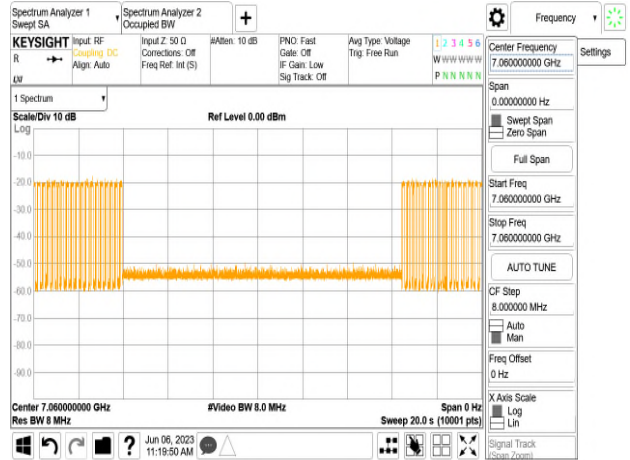 Spectrum Analyzer 1
Swept SA
Spectrum Analyzer 2
Occupied BW
+
Frequency
KEYSIGHT
R
Input: RF
Coupling: DC
Align: Auto
Input Z: 50 Ω
Corrections: Off
Freq Ref: Int (S)
#Atten: 10 dB
PNO: Fast
Gate: Off
IF Gain: Low
Sig Track: Off
Avg Type: Voltage
Trig: Free Run
1 2 3 4 5 6
W W W W W W
P N N N N N
1 Spectrum
Scale/Div 10 dB
Ref Level 0.00 dBm
Log
-10.0
-20.0
-30.0
-40.0
-50.0
-60.0
-70.0
-80.0
-90.0
Center 7.060000000 GHz
#Video BW 8.0 MHz
Span 0 Hz
Res BW 8 MHz
Sweep 20.0 s (10001 pts)
?
Jun 06, 2023
11:19:50 AM
Center Frequency
7.060000000 GHz
Settings
Span
0.00000000 Hz
Swept Span
Zero Span
Full Span
Start Freq
7.060000000 GHz
Stop Freq
7.060000000 GHz
AUTO TUNE
CF Step
8.000000 MHz
Auto
Man
Freq Offset
0 Hz
X Axis Scale
Log
Lin
Signal Track
(Span Zoom)